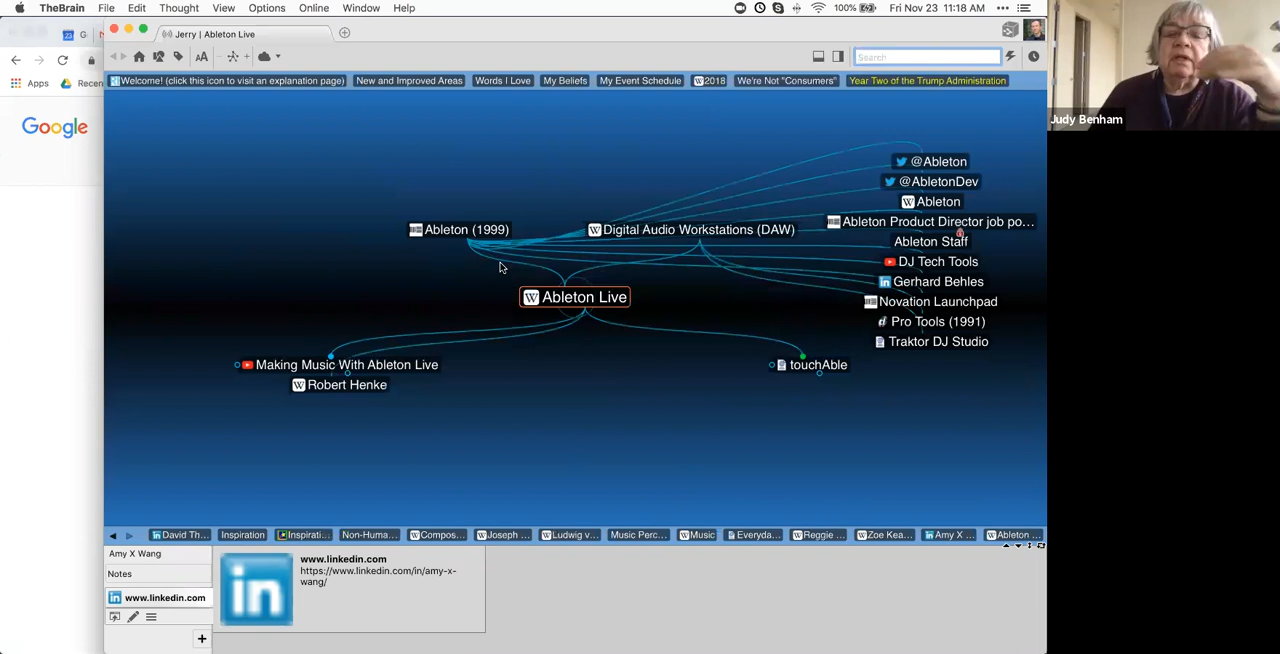 TheBrain File Edit Thought View Options Online Window Help 100% Fri Nov 23 11:18 AM
Jerry | Ableton Live
Search
Apps Recen
Welcome! (click this icon to visit an explanation page) New and Improved Areas Words I Love My Beliefs My Event Schedule 2018 We're Not "Consumers" Year Two of the Trump Administration
Google
Judy Benham
@Ableton
@AbletonDev
Ableton
Ableton Product Director job po...
Ableton (1999) Digital Audio Workstations (DAW)
Ableton Staff
DJ Tech Tools
Gerhard Behles
Ableton Live
Novation Launchpad
Pro Tools (1991)
Traktor DJ Studio
Making Music With Ableton Live touchAble
Robert Henke
David Th... Inspiration Inspirati... Non-Huma... Compos... Joseph ... Ludwig v... Music Perc... Music Everyda... Reggie ... Zoe Kea... Amy X ... Ableton ...
Amy X Wang
Notes
www.linkedin.com
www.linkedin.com
https://www.linkedin.com/in/amy-x-
wang/